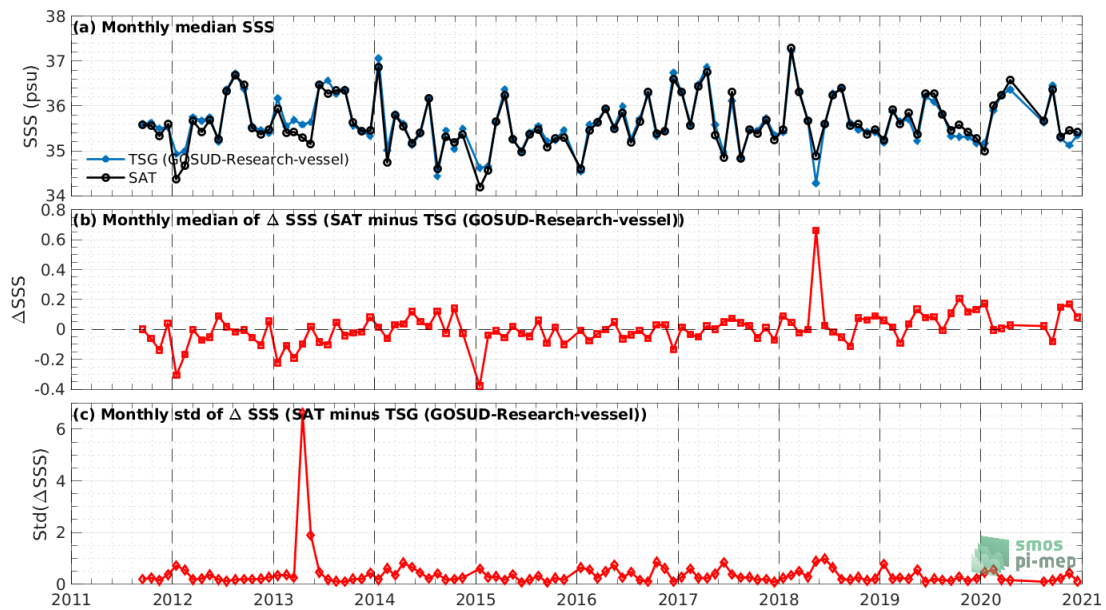 (a) Monthly median SSS
38
37
36
35
34
SSS (psu)
TSG (GOSUD-Research-vessel)
SAT
(b) Monthly median of Δ SSS (SAT minus TSG (GOSUD-Research-vessel))
0.8
0.6
0.4
0.2
0
-0.2
-0.4
ΔSSS
(c) Monthly std of Δ SSS (SAT minus TSG (GOSUD-Research-vessel))
6
4
2
0
Std(ΔSSS)
smos
pi-mep
2011 2012 2013 2014 2015 2016 2017 2018 2019 2020 2021